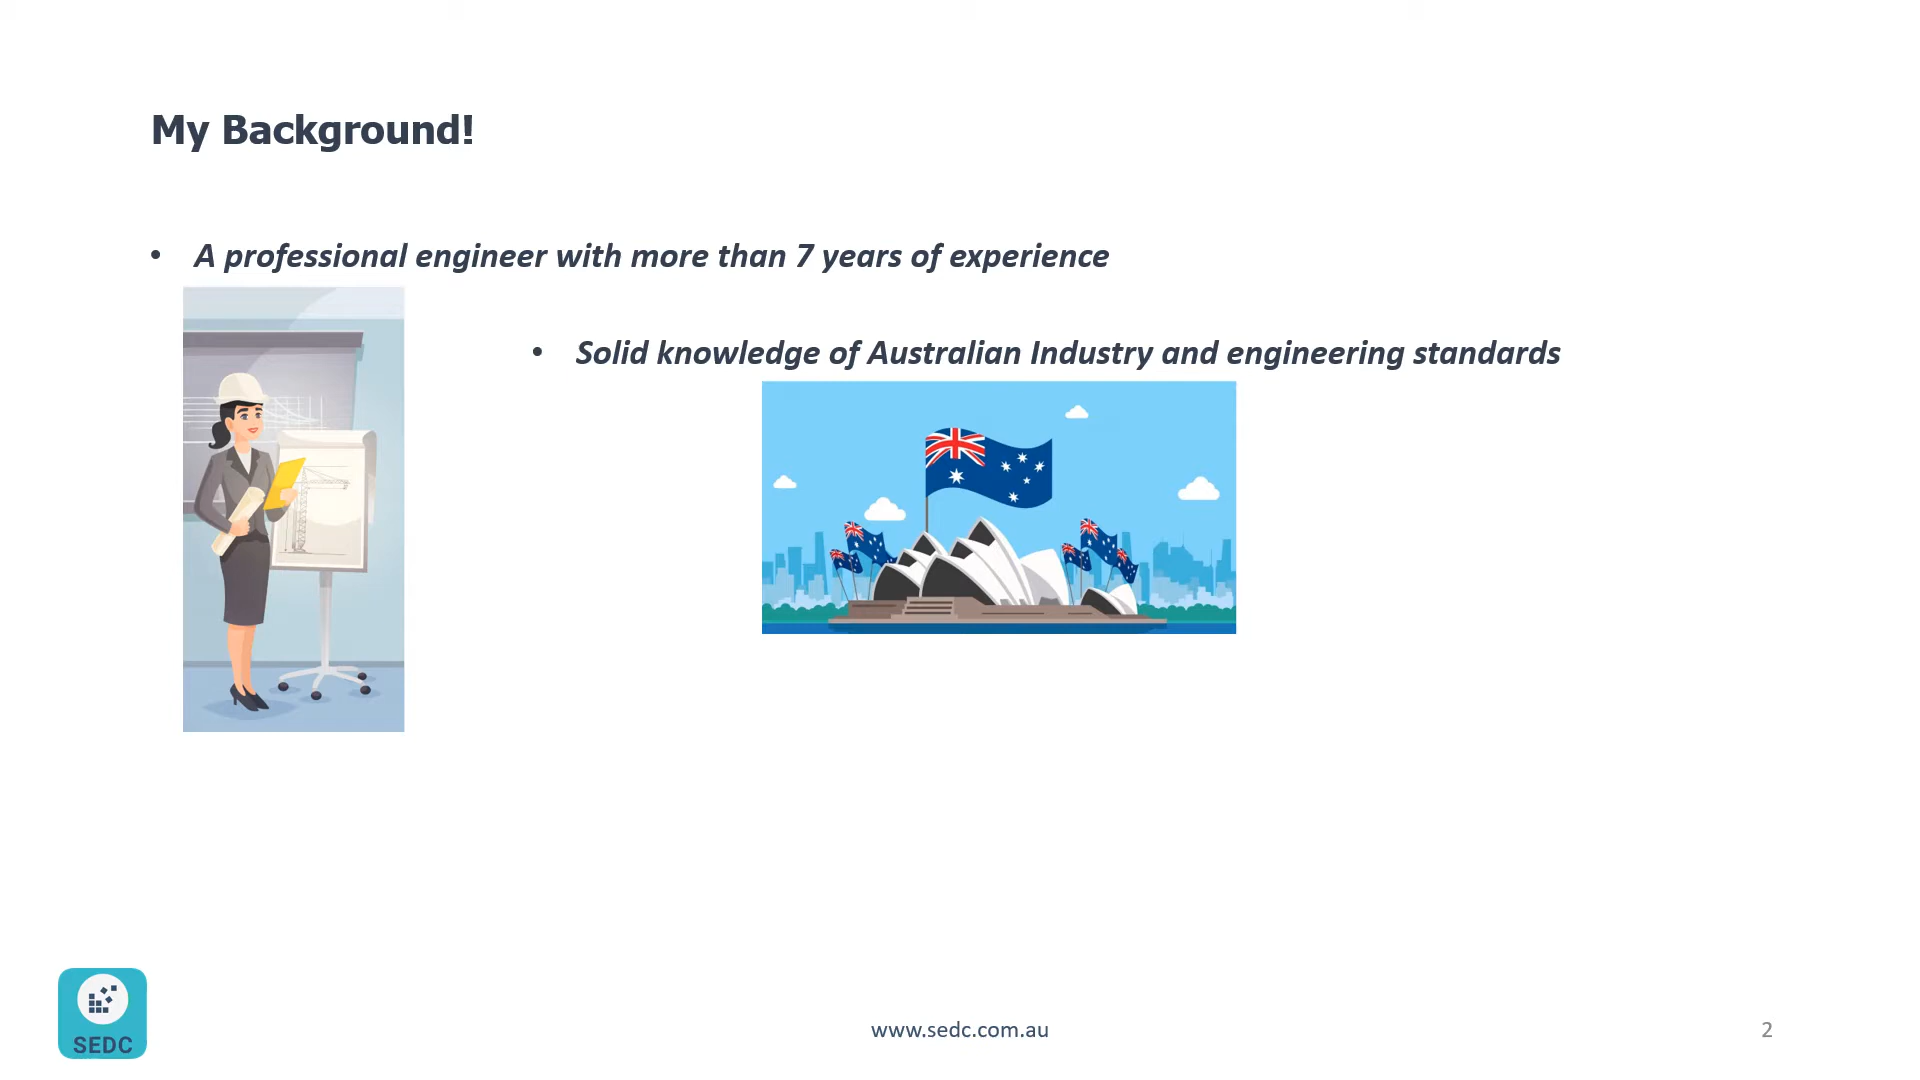 My Background!
• A professional engineer with more than 7 years of experience
• Solid knowledge of Australian Industry and engineering standards
SEDC
www.sedc.com.au
2